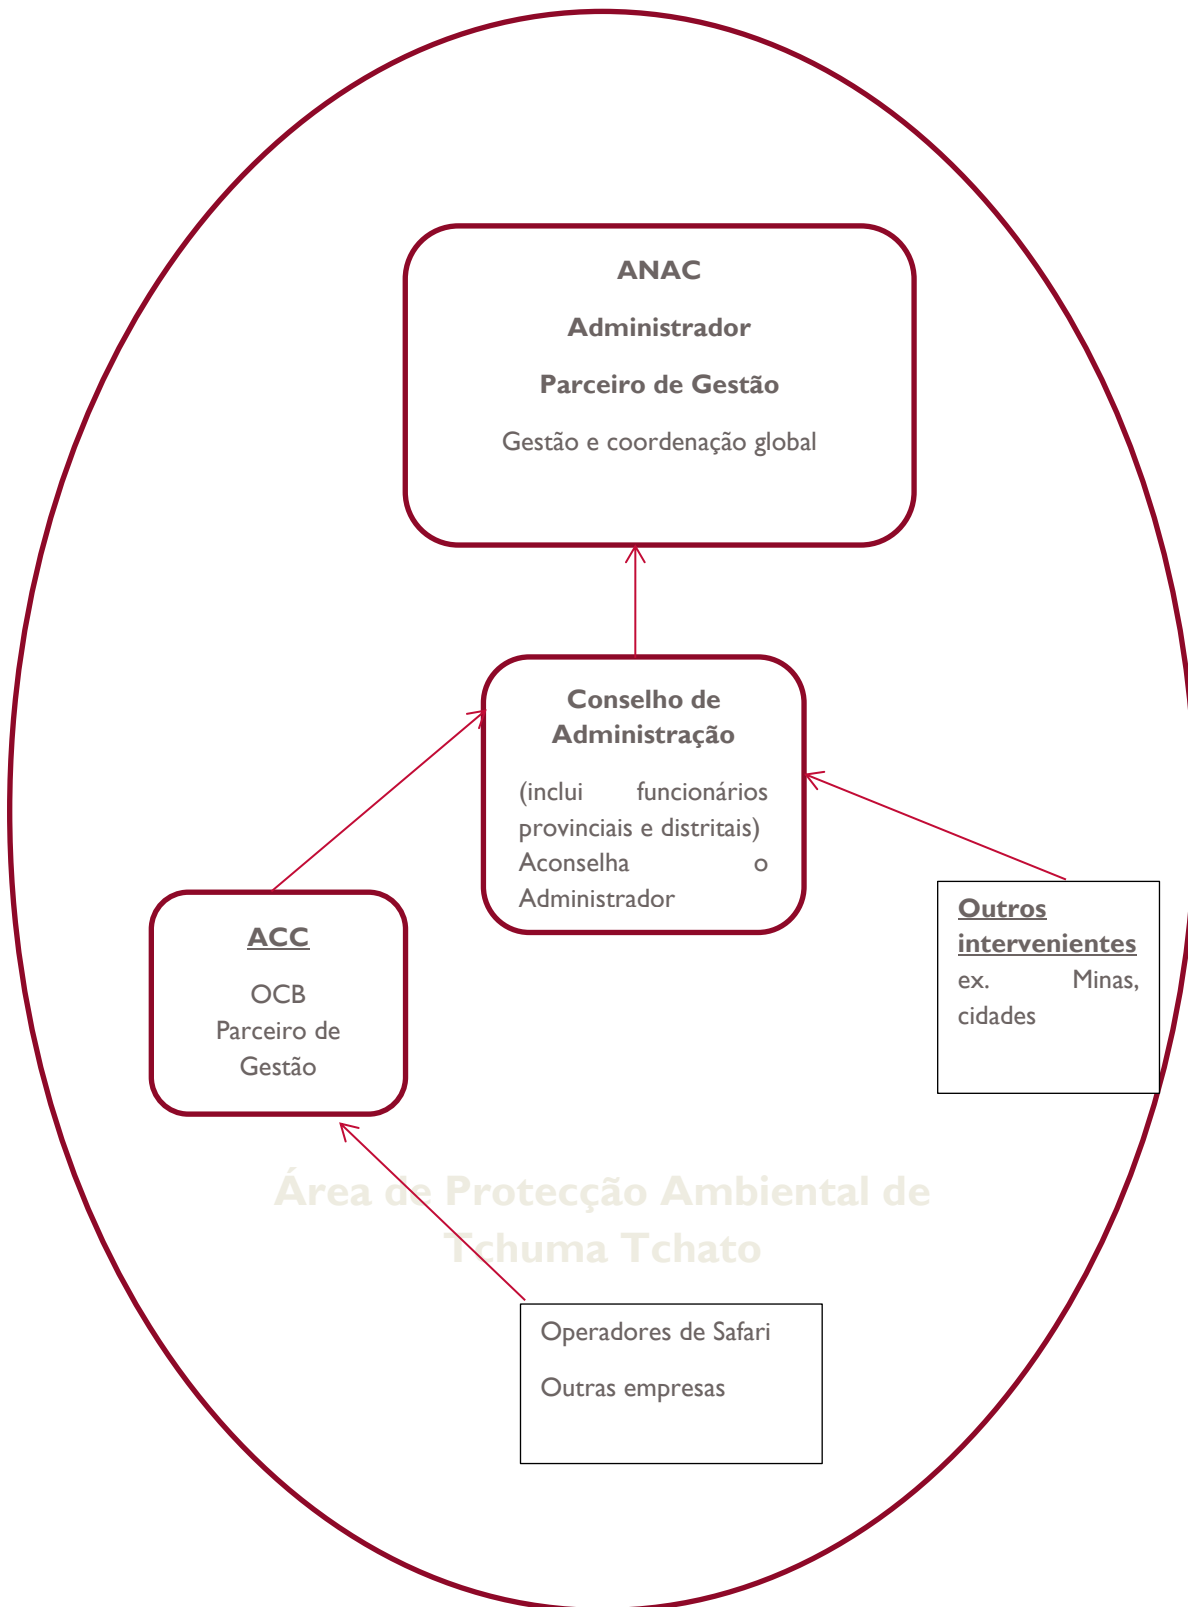 ANAC
Administrador
Parceiro de Gestão
Gestão e coordenação global
Conselho de
Administração
(inclui funcionários
provinciais e distritais)
Aconselha o
Administrador
ACC
OCB
Parceiro de
Gestão
Outros
intervenientes
ex. Minas,
cidades
Área de Protecção Ambiental de
Tchuma Tchato
Operadores de Safari
Outras empresas